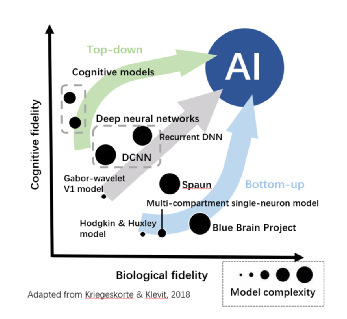 Top-down
AI
Cognitive models
Deep neural networks
Recurrent DNN
DCNN
Gabor-wavelet
V1 model
Spaun
Bottom-up
Multi-compartment single-neuron model
Hodgkin & Huxley
model
Blue Brain Project
Cognitive fidelity
Biological fidelity
Model complexity
Adapted from Kriegeskorte & Klevit, 2018